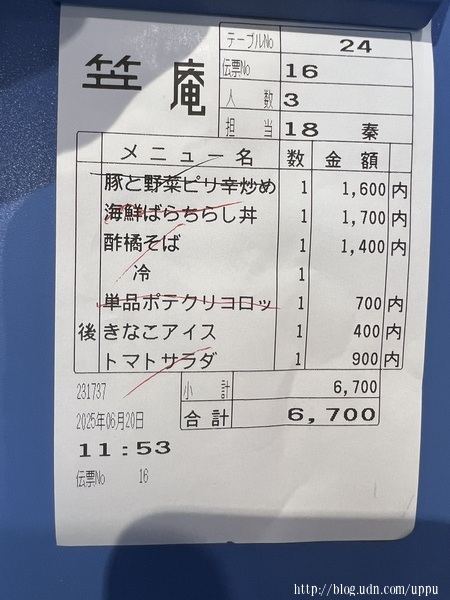 笠庵
テーブルNo 24
伝票No 16
人数 3
担当 18 秦
メニュー名 数 金額
豚と野菜ピリ辛炒め 1 1,600 内
海鮮ばらちらし丼 1 1,700 内
酢橘そば 1 1,400 内
冷 1
単品ポテクリコロッ 1 700 内
後 きなこアイス 1 400 内
トマトサラダ 1 900 内
231737 小計 6,700
2025年06月20日 合計 6,700
11:53
伝票No 16
http://blog.udn.com/uppu